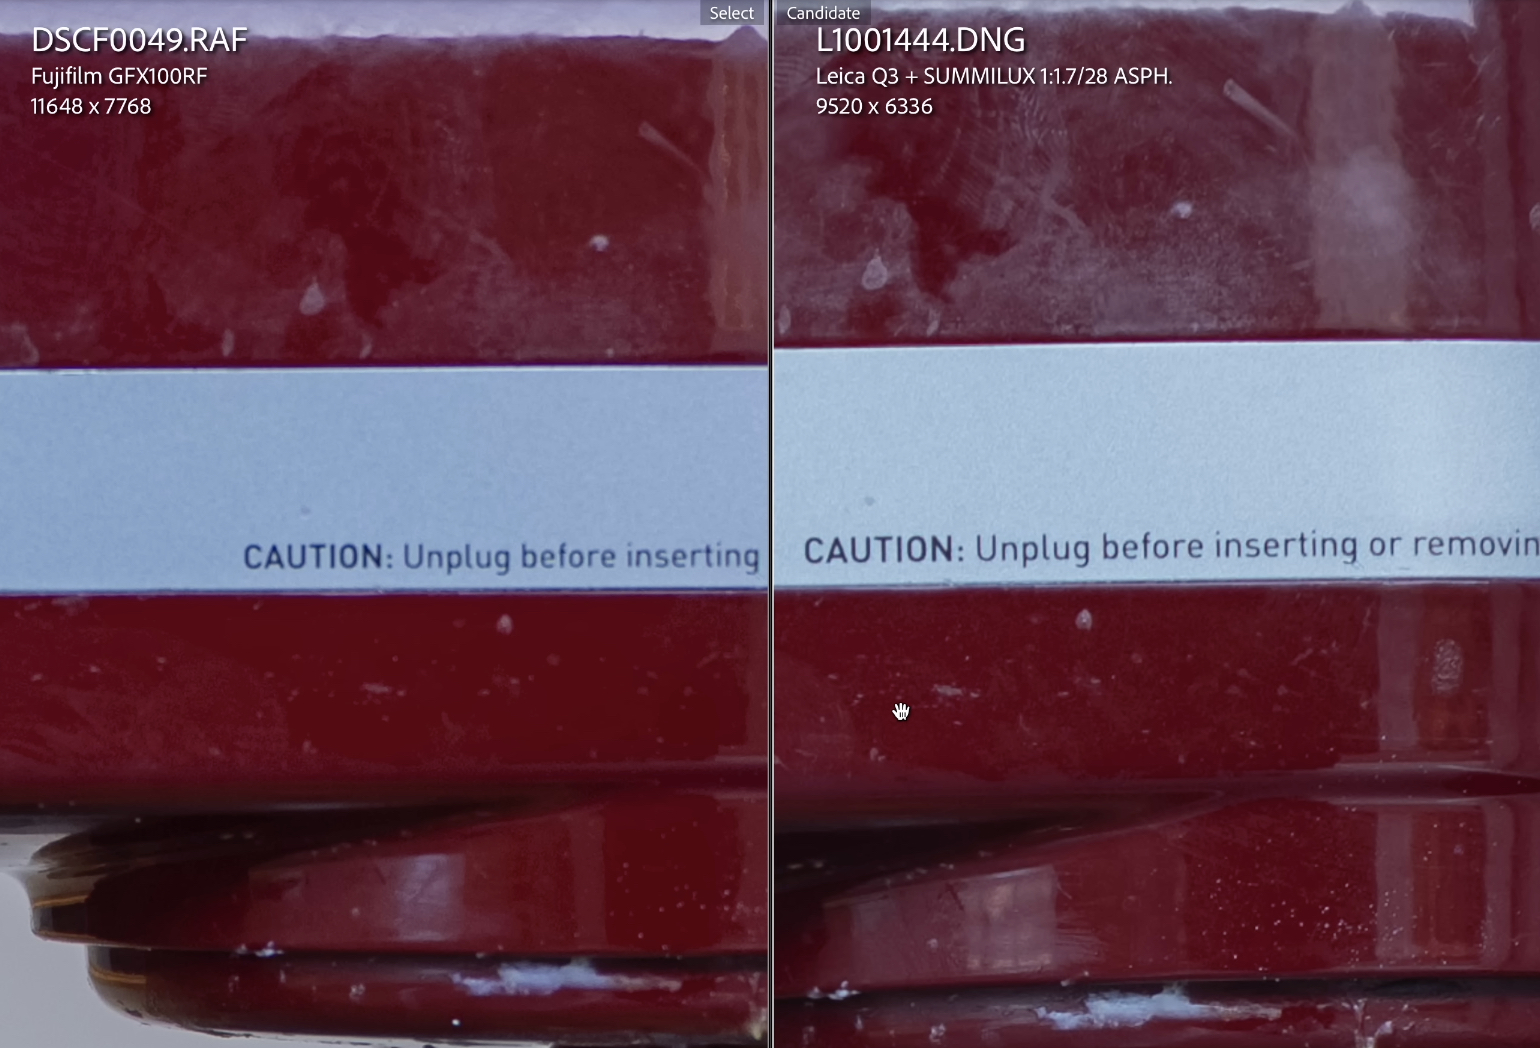 Select
DSCF0049.RAF
Fujifilm GFX100RF
11648 x 7768
CAUTION: Unplug before inserting
Candidate
L1001444.DNG
Leica Q3 + SUMMILUX 1:1.7/28 ASPH.
9520 x 6336
CAUTION: Unplug before inserting or removin